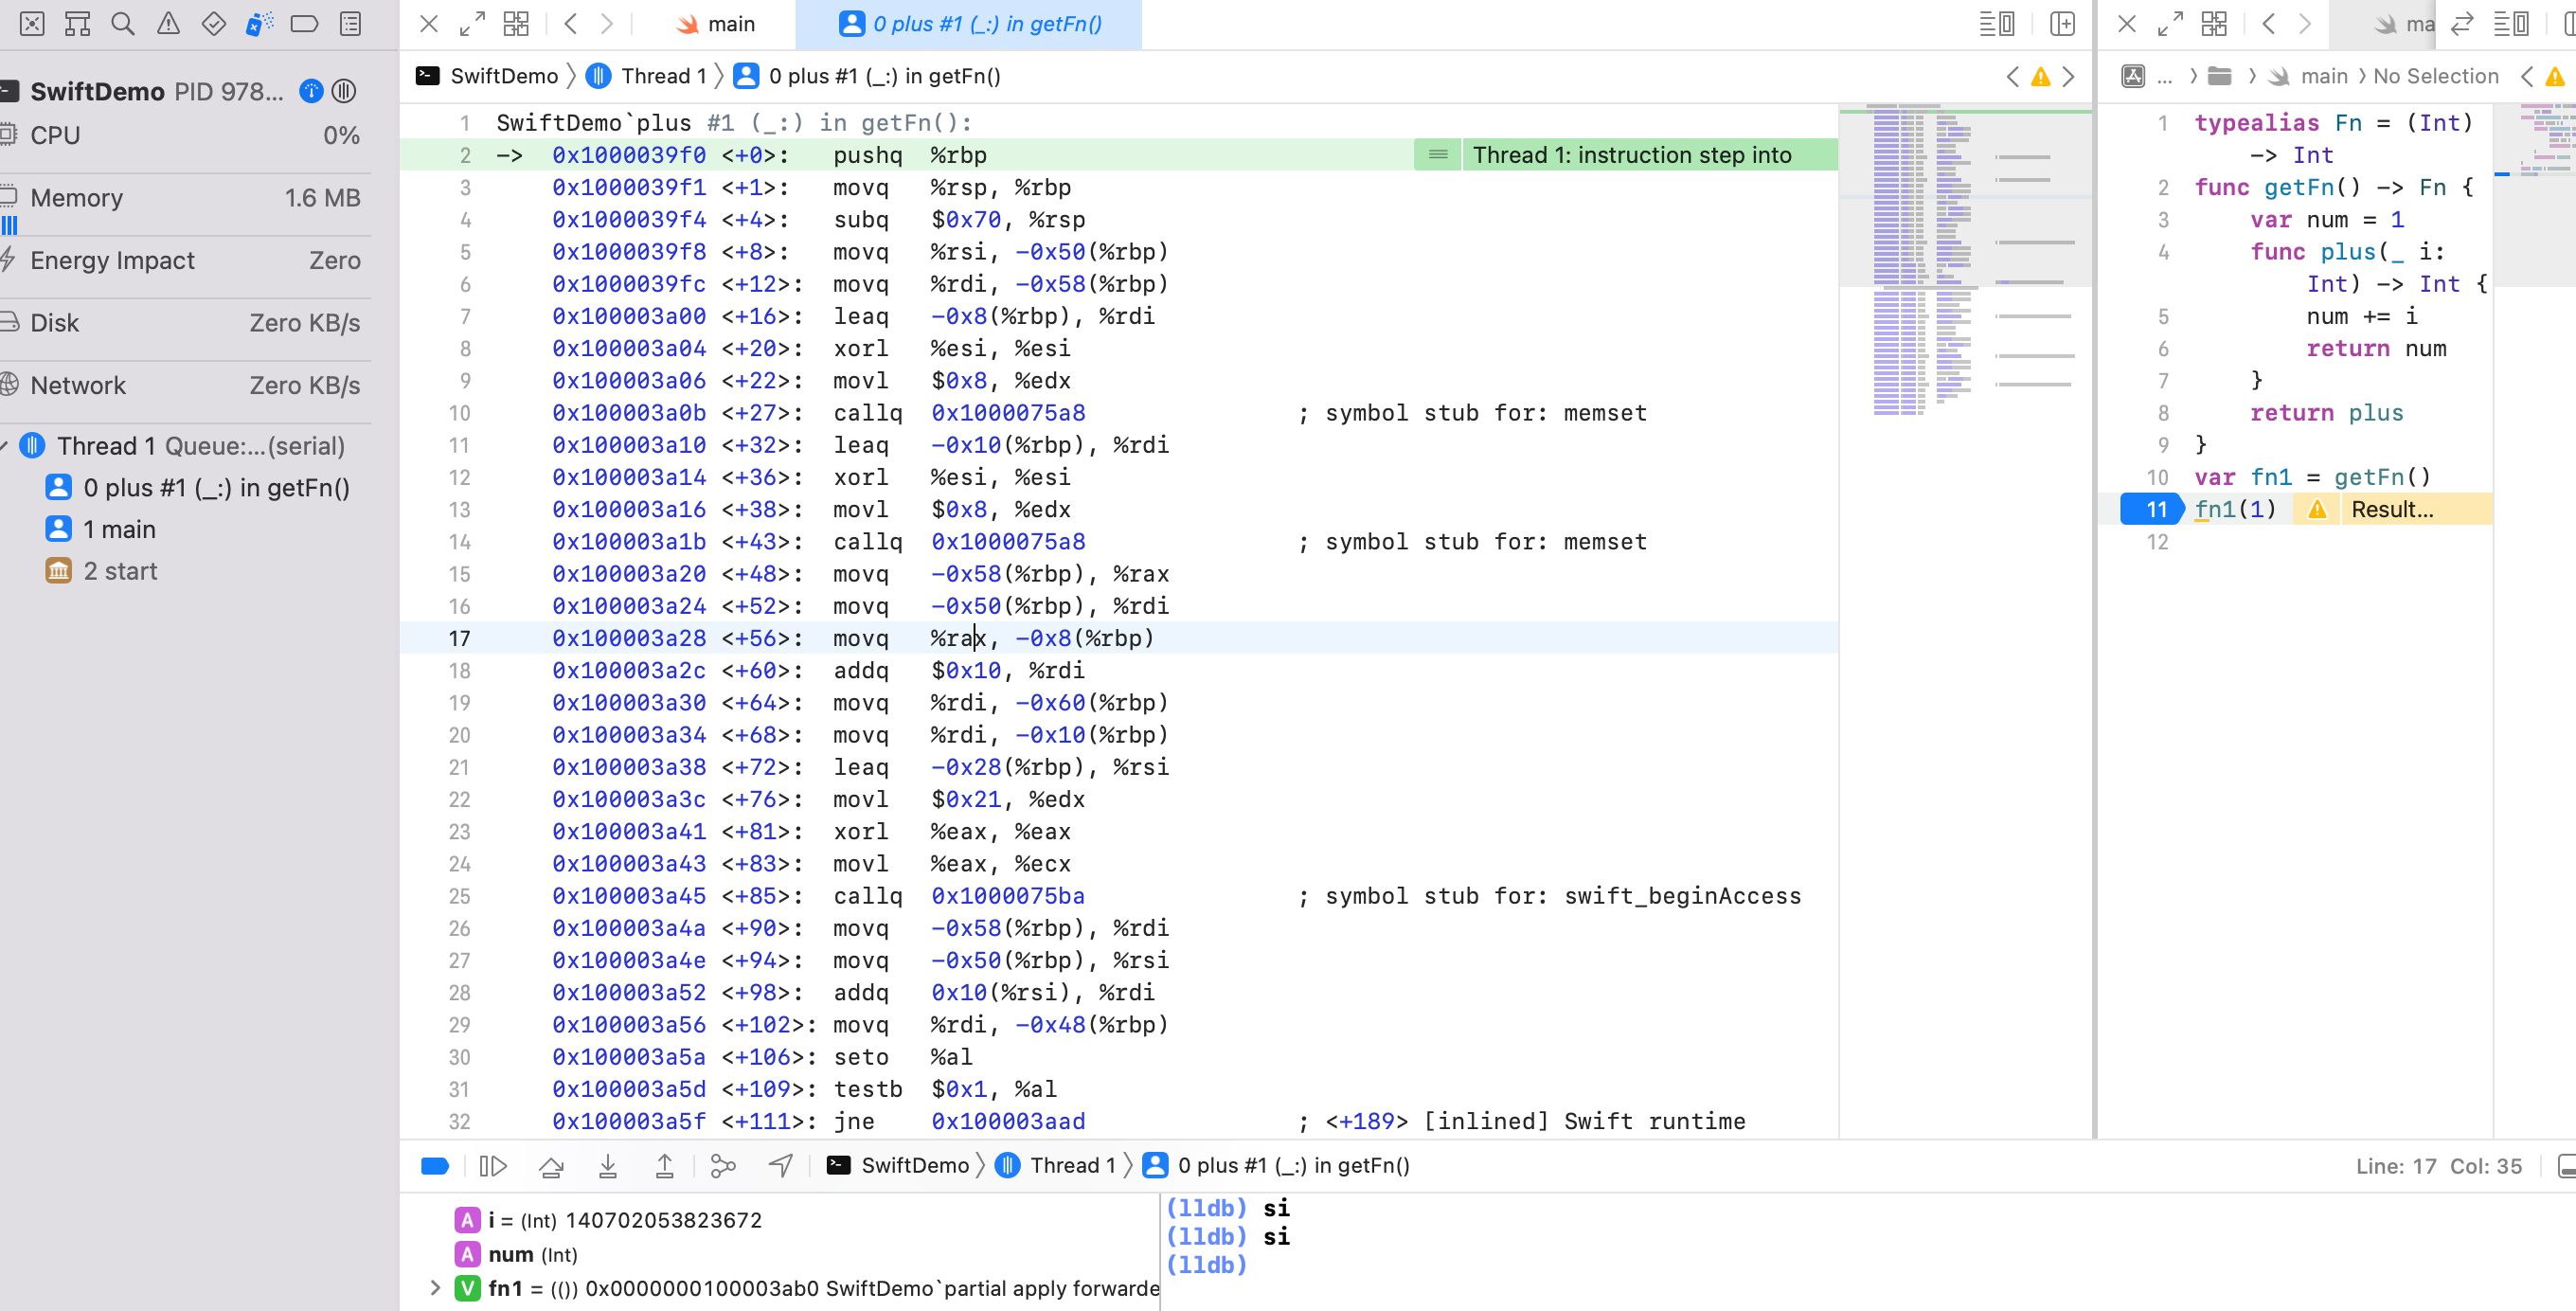 main
0 plus #1 (_:) in getFn()
ma
SwiftDemo PID 978...
SwiftDemo Thread 1 0 plus #1 (_:) in getFn()
... main No Selection
CPU 0%
Memory 1.6 MB
Energy Impact Zero
Disk Zero KB/s
Network Zero KB/s
Thread 1 Queue:...(serial)
0 plus #1 (_:) in getFn()
1 main
2 start
1 SwiftDemo`plus #1 (_:) in getFn():
2 -> 0x1000039f0 <+0>: pushq %rbp Thread 1: instruction step into
3 0x1000039f1 <+1>: movq %rsp, %rbp
4 0x1000039f4 <+4>: subq $0x70, %rsp
5 0x1000039f8 <+8>: movq %rsi, -0x50(%rbp)
6 0x1000039fc <+12>: movq %rdi, -0x58(%rbp)
7 0x100003a00 <+16>: leaq -0x8(%rbp), %rdi
8 0x100003a04 <+20>: xorl %esi, %esi
9 0x100003a06 <+22>: movl $0x8, %edx
10 0x100003a0b <+27>: callq 0x1000075a8 ; symbol stub for: memset
11 0x100003a10 <+32>: leaq -0x10(%rbp), %rdi
12 0x100003a14 <+36>: xorl %esi, %esi
13 0x100003a16 <+38>: movl $0x8, %edx
14 0x100003a1b <+43>: callq 0x1000075a8 ; symbol stub for: memset
15 0x100003a20 <+48>: movq -0x58(%rbp), %rax
16 0x100003a24 <+52>: movq -0x50(%rbp), %rdi
17 0x100003a28 <+56>: movq %rax, -0x8(%rbp)
18 0x100003a2c <+60>: addq $0x10, %rdi
19 0x100003a30 <+64>: movq %rdi, -0x60(%rbp)
20 0x100003a34 <+68>: movq %rdi, -0x10(%rbp)
21 0x100003a38 <+72>: leaq -0x28(%rbp), %rsi
22 0x100003a3c <+76>: movl $0x21, %edx
23 0x100003a41 <+81>: xorl %eax, %eax
24 0x100003a43 <+83>: movl %eax, %ecx
25 0x100003a45 <+85>: callq 0x1000075ba ; symbol stub for: swift_beginAccess
26 0x100003a4a <+90>: movq -0x58(%rbp), %rdi
27 0x100003a4e <+94>: movq -0x50(%rbp), %rsi
28 0x100003a52 <+98>: addq 0x10(%rsi), %rdi
29 0x100003a56 <+102>: movq %rdi, -0x48(%rbp)
30 0x100003a5a <+106>: seto %al
31 0x100003a5d <+109>: testb $0x1, %al
32 0x100003a5f <+111>: jne 0x100003aad ; <+189> [inlined] Swift runtime
1 typealias Fn = (Int)
-> Int
2 func getFn() -> Fn {
3 var num = 1
4 func plus(_ i:
Int) -> Int {
5 num += i
6 return num
7 }
8 return plus
9 }
10 var fn1 = getFn()
11 fn1(1) Result...
12
SwiftDemo Thread 1 0 plus #1 (_:) in getFn()
Line: 17 Col: 35
A i = (Int) 140702053823672
A num (Int)
V fn1 = (()) 0x0000000100003ab0 SwiftDemo`partial apply forwarde
(lldb) si
(lldb) si
(lldb)